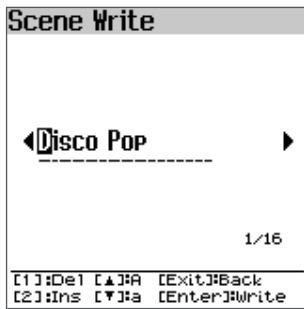 Scene Write
◀Disco Pop ▶
1/16
[1]:Del [▲]:A [Exit]:Back
[2]:Ins [▼]:a [Enter]:Write